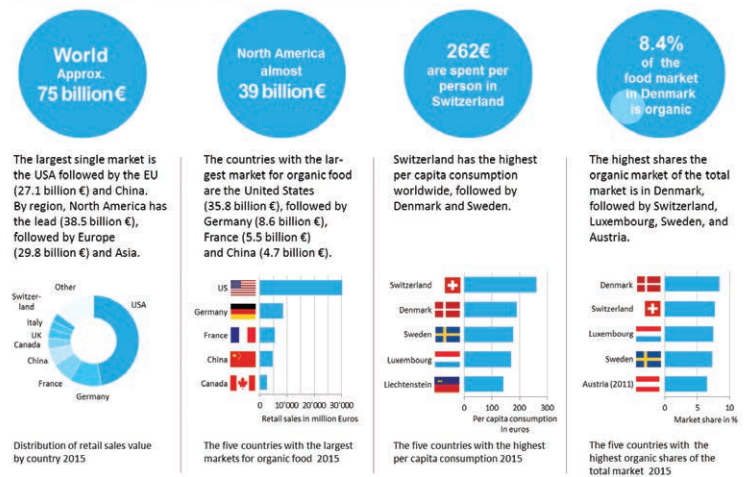 World
Approx.
75 billion €
North America
almost
39 billion€
262€
are spent per
person in
Switzerland
8.4%
of the
food market
in Denmark
is organic
The largest single market is
the USA followed by the EU
(27.1 billion €) and China.
By region, North America has
the lead (38.5 billion €),
followed by Europe
(29.8 billion €) and Asia.
The countries with the lar-
gest market for organic food
are the United States
(35.8 billion €), followed by
Germany (8.6 billion €),
France (5.5 billion €)
and China (4.7 billion €).
Switzerland has the highest
per capita consumption
worldwide, followed by
Denmark and Sweden.
The highest shares the
organic market of the total
market is in Denmark,
followed by Switzerland,
Luxembourg, Sweden, and
Austria.
Other
Switzer-
land
Italy
UK
Canada
China
France
Germany
USA
US
Germany
France
China
Canada
0 10'000 20'000 30'000
Retail sales in million Euros
Switzerland
Denmark
Sweden
Luxembourg
Liechtenstein
0 100 200 300
Per capita consumption
in euros
Denmark
Switzerland
Luxembourg
Sweden
Austria (2011)
0 5 10
Market share in %
Distribution of retail sales value
by country 2015
The five countries with the largest
markets for organic food 2015
The five countries with the highest
per capita consumption 2015
The five countries with the
highest organic shares of the
total market 2015